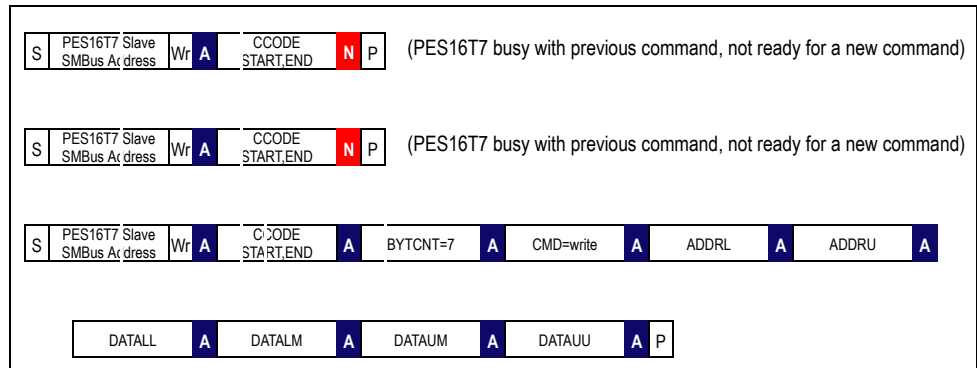 S PES16T7 Slave SMBus Address Wr A CCODE START,END N P (PES16T7 busy with previous command, not ready for a new command)
S PES16T7 Slave SMBus Address Wr A CCODE START,END N P (PES16T7 busy with previous command, not ready for a new command)
S PES16T7 Slave SMBus Address Wr A CCODE START,END A BYTCNT=7 A CMD=write A ADDRL A ADDRU A
DATALL A DATALM A DATAUM A DATAUU A P